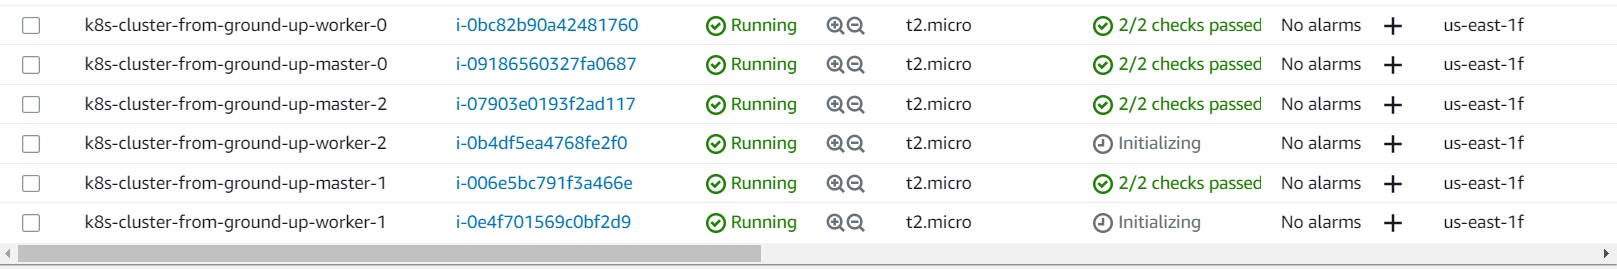 k8s-cluster-from-ground-up-worker-0 i-0bc82b90a42481760 Running t2.micro 2/2 checks passed No alarms + us-east-1f
k8s-cluster-from-ground-up-master-0 i-09186560327fa0687 Running t2.micro 2/2 checks passed No alarms + us-east-1f
k8s-cluster-from-ground-up-master-2 i-07903e0193f2ad117 Running t2.micro 2/2 checks passed No alarms + us-east-1f
k8s-cluster-from-ground-up-worker-2 i-0b4df5ea4768fe2f0 Running t2.micro Initializing No alarms + us-east-1f
k8s-cluster-from-ground-up-master-1 i-006e5bc791f3a466e Running t2.micro 2/2 checks passed No alarms + us-east-1f
k8s-cluster-from-ground-up-worker-1 i-0e4f701569c0bf2d9 Running t2.micro Initializing No alarms + us-east-1f